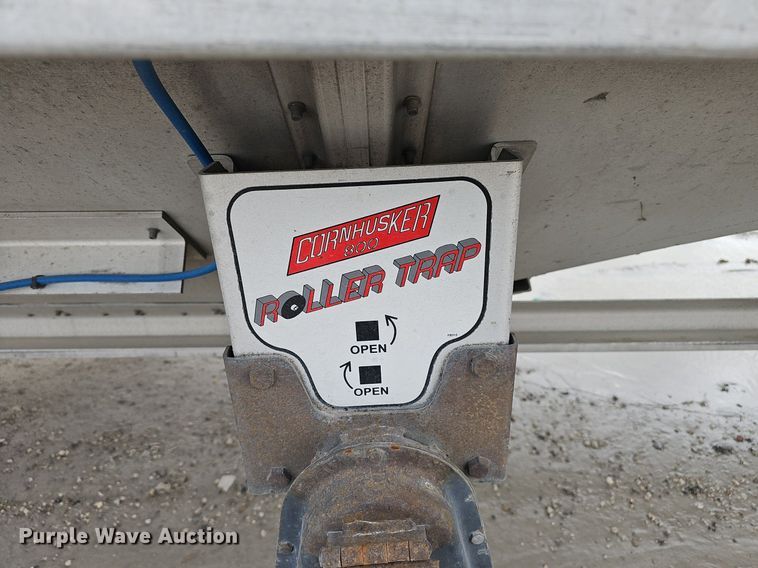 CORNHUSKER
800
ROLLER TRAP
OPEN
OPEN
Purple Wave Auction